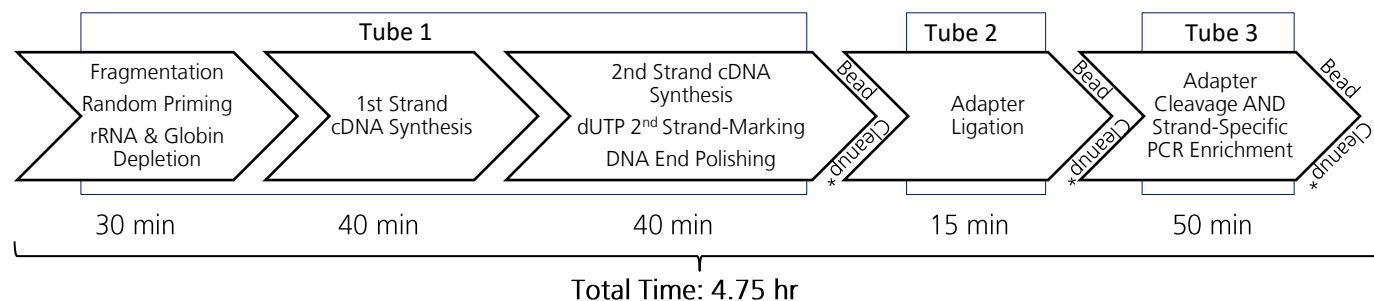 Tube 1
Tube 2
Tube 3
Fragmentation
Random Priming
rRNA & Globin
Depletion
1st Strand
cDNA Synthesis
2nd Strand cDNA
Synthesis
dUTP 2nd Strand-Marking
DNA End Polishing
Bead
Cleanup*
Adapter
Ligation
Bead
Cleanup*
Adapter
Cleavage AND
Strand-Specific
PCR Enrichment
Bead
Cleanup*
30 min
40 min
40 min
15 min
50 min
Total Time: 4.75 hr